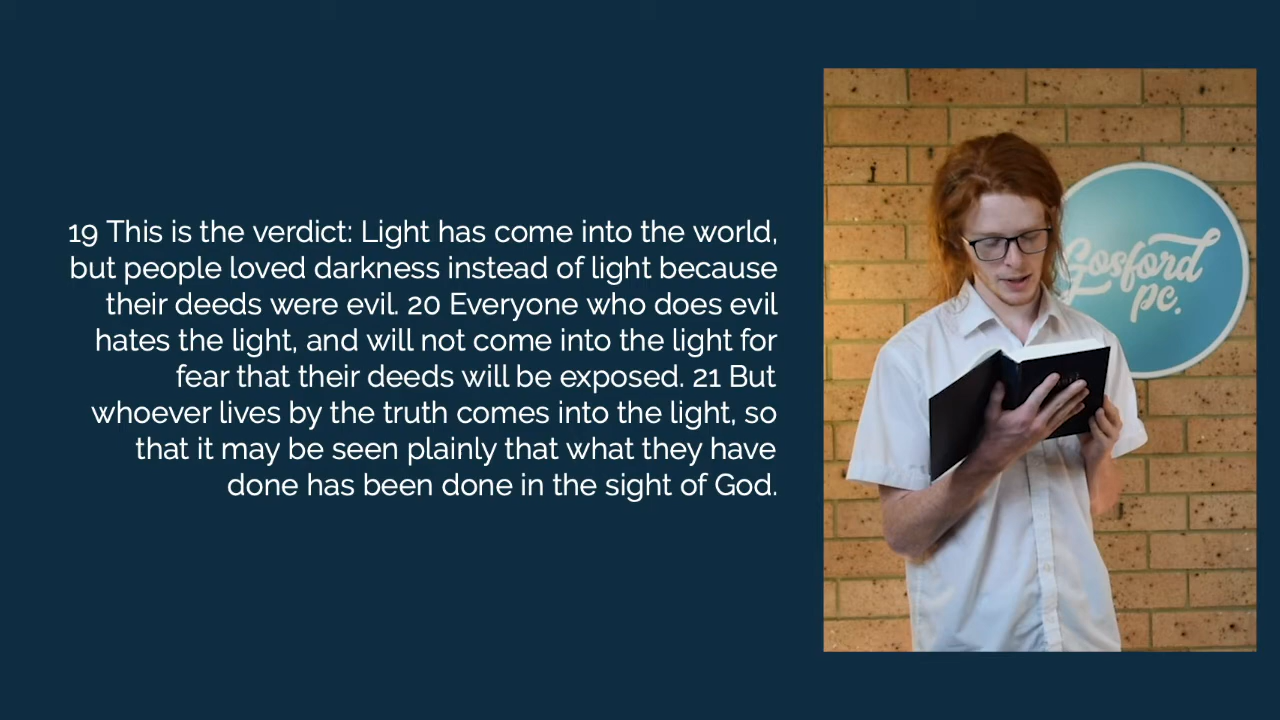 19 This is the verdict: Light has come into the world,
but people loved darkness instead of light because
their deeds were evil. 20 Everyone who does evil
hates the light, and will not come into the light for
fear that their deeds will be exposed. 21 But
whoever lives by the truth comes into the light, so
that it may be seen plainly that what they have
done has been done in the sight of God.
Gosford
pc.